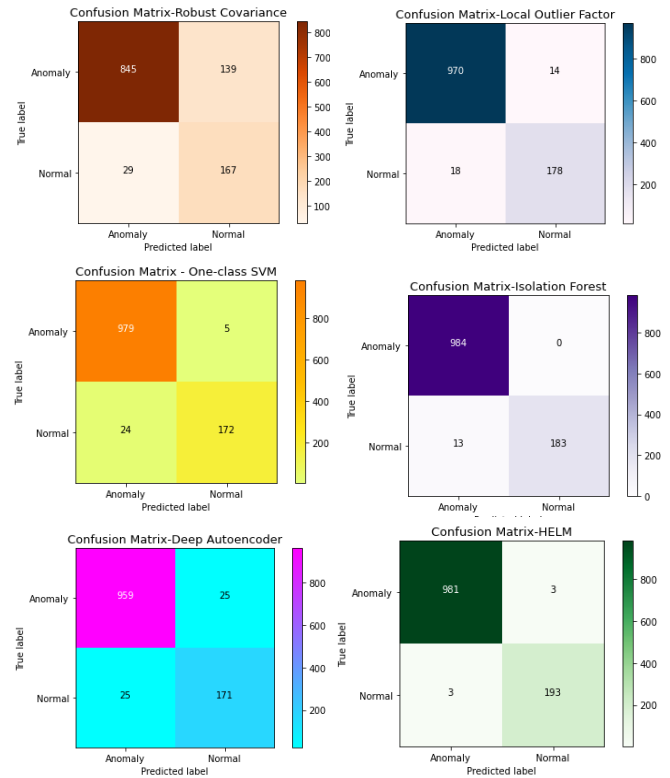 Confusion Matrix-Robust Covariance
Anomaly
845
139
Normal
29
167
Anomaly
Normal
Predicted label
True label
800
700
600
500
400
300
200
100
Confusion Matrix-Local Outlier Factor
Anomaly
970
14
Normal
18
178
Anomaly
Normal
Predicted label
True label
800
600
400
200
Confusion Matrix - One-class SVM
Anomaly
979
5
Normal
24
172
Anomaly
Normal
Predicted label
True label
800
600
400
200
Confusion Matrix-Isolation Forest
Anomaly
984
0
Normal
13
183
Anomaly
Normal
Predicted label
True label
800
600
400
200
0
Confusion Matrix-Deep Autoencoder
Anomaly
959
25
Normal
25
171
Anomaly
Normal
Predicted label
True label
800
600
400
200
Confusion Matrix-HELM
Anomaly
981
3
Normal
3
193
Anomaly
Normal
Predicted label
True label
800
600
400
200